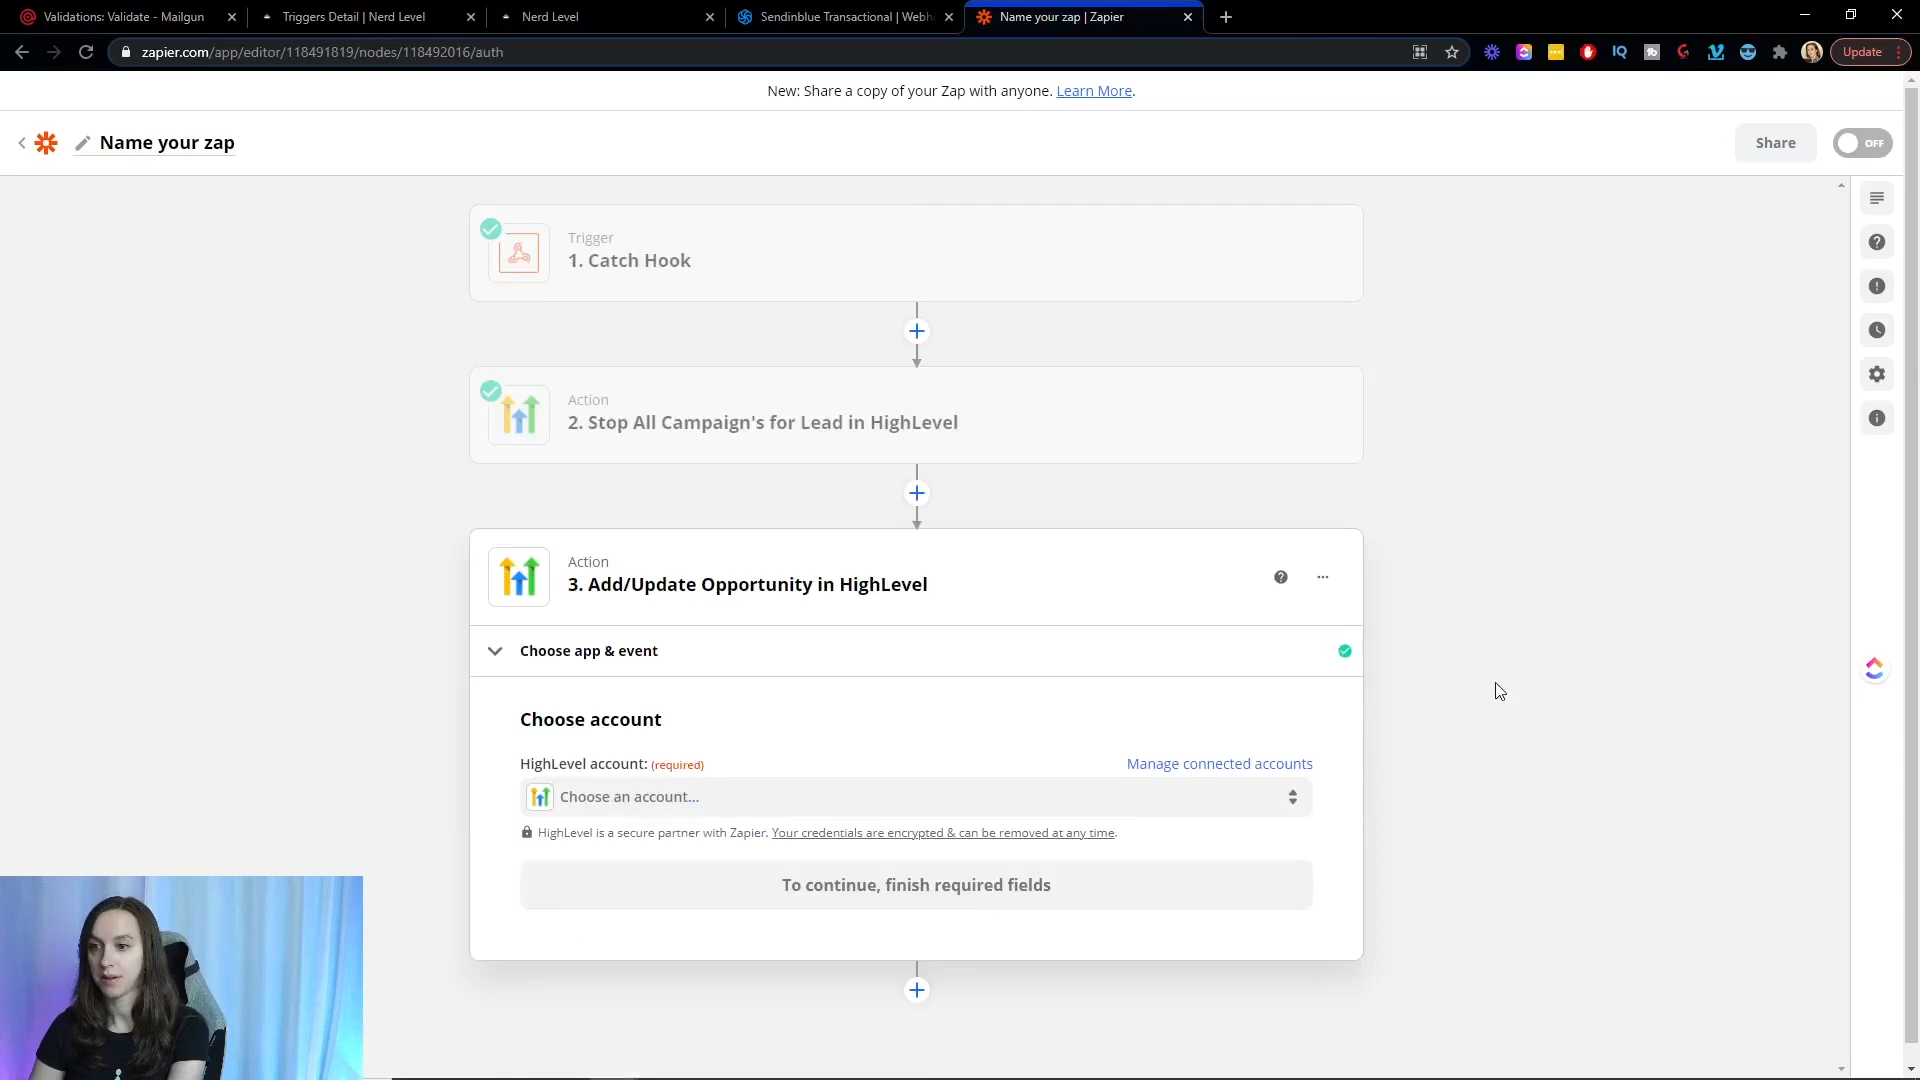 Validations: Validate - Mailgun
Triggers Detail | Nerd Level
Nerd Level
Sendinblue Transactional | Webh
Name your zap | Zapier
zapier.com/app/editor/118491819/nodes/118492016/auth
Update
New: Share a copy of your Zap with anyone. Learn More.
Name your zap
Share
OFF
Trigger
1. Catch Hook
Action
2. Stop All Campaign's for Lead in HighLevel
Action
3. Add/Update Opportunity in HighLevel
Choose app & event
Choose account
HighLevel account: (required)
Manage connected accounts
Choose an account...
HighLevel is a secure partner with Zapier. Your credentials are encrypted & can be removed at any time.
To continue, finish required fields